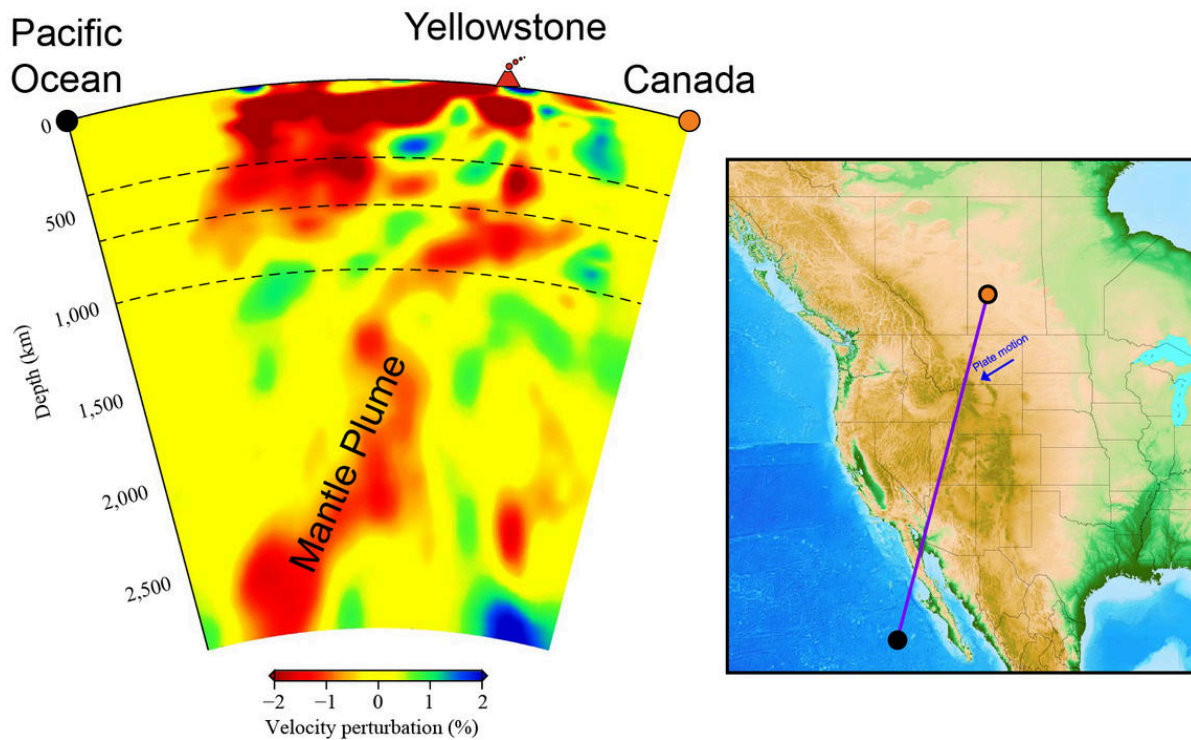 Pacific
Ocean
Yellowstone
Canada
0
500
1,000
1,500
2,000
2,500
Depth (km)
Mantle Plume
Plate motion
−2 −1 0 1 2
Velocity perturbation (%)